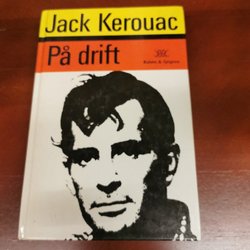 Jack Kerouac
På drift
Rabén & Sjögren